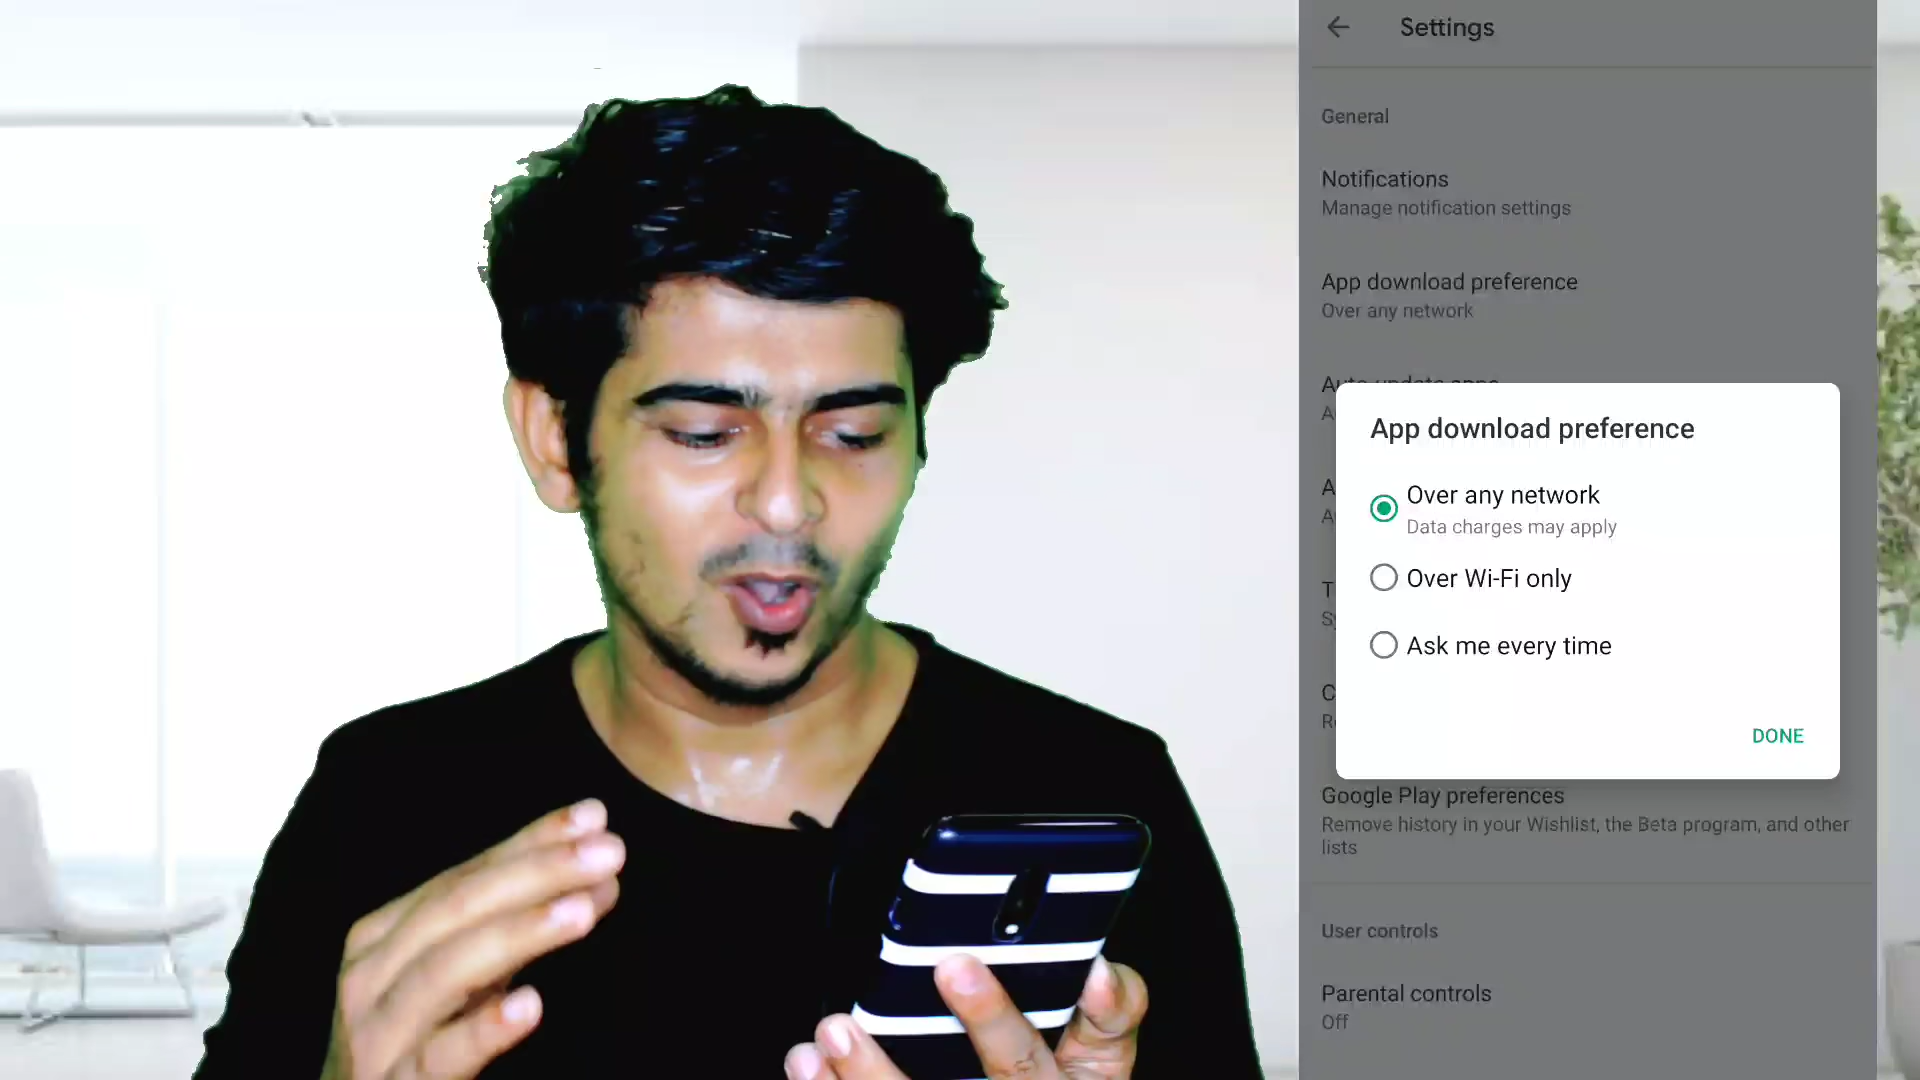 Settings
General
Notifications
Manage notification settings
App download preference
Over any network
App download preference
Over any network
Data charges may apply
Over Wi-Fi only
Ask me every time
DONE
Google Play preferences
Remove history in your Wishlist, the Beta program, and other
lists
User controls
Parental controls
Off